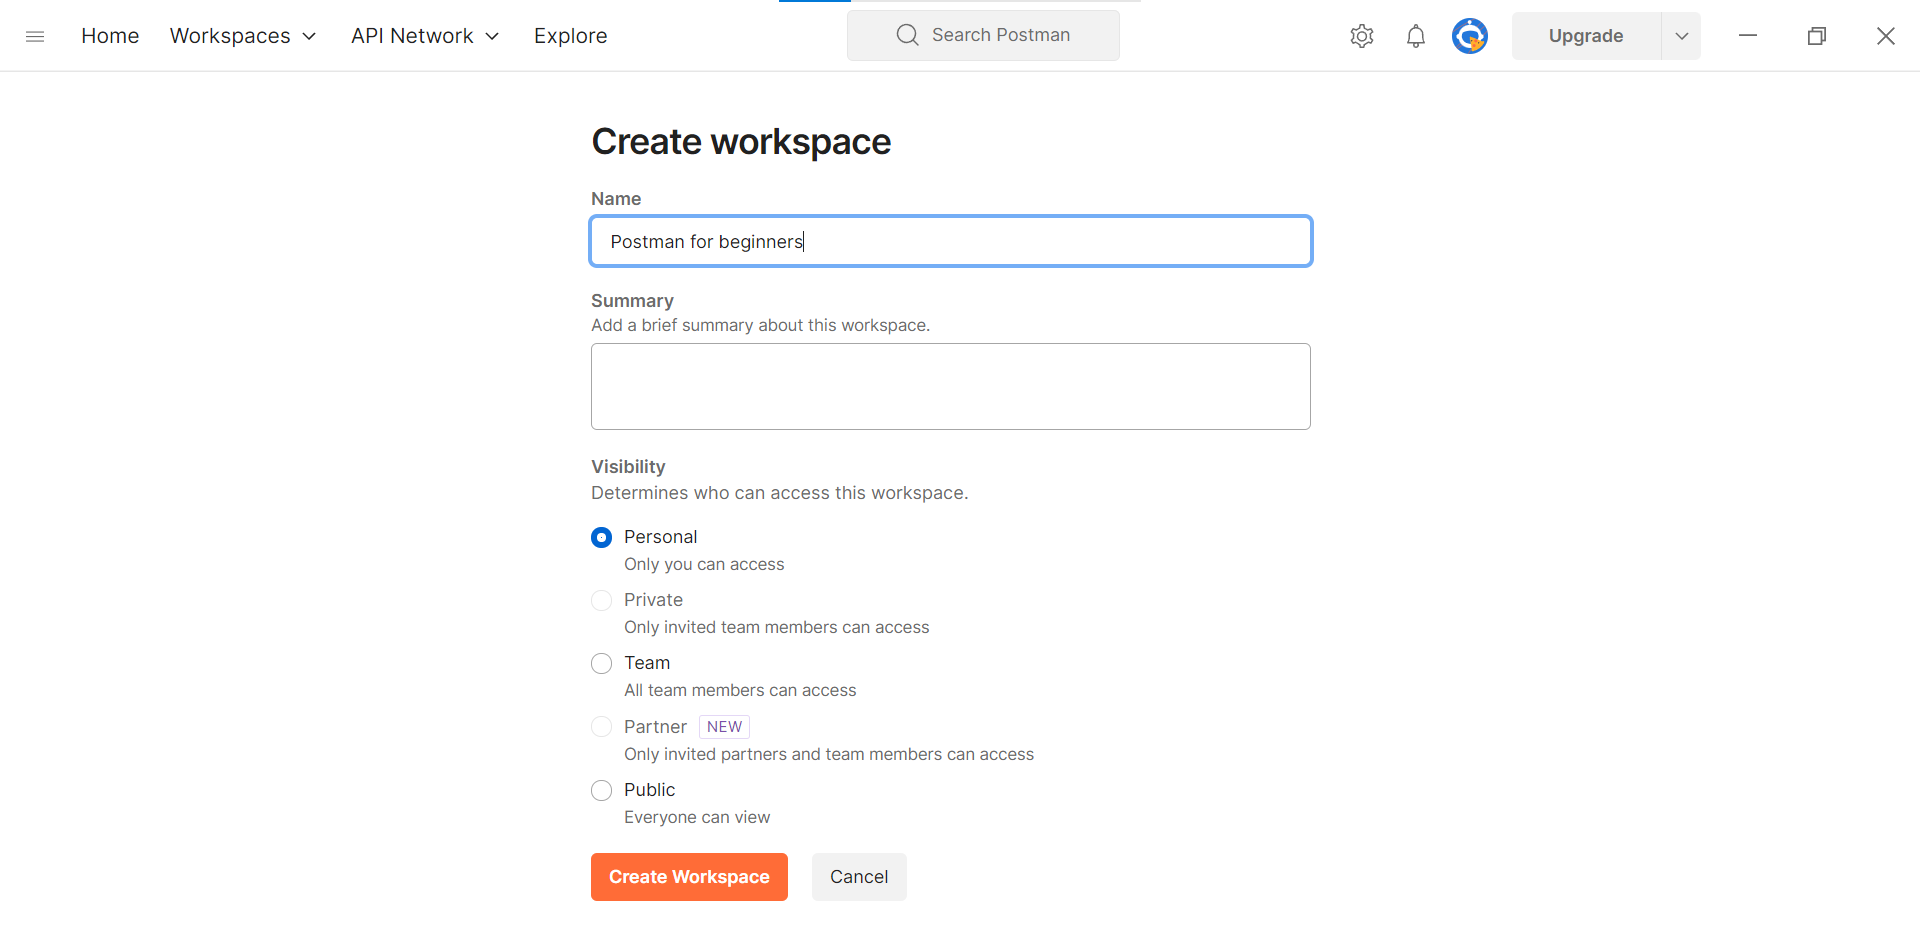 Home Workspaces API Network Explore Search Postman Upgrade
Create workspace
Name
Postman for beginners
Summary
Add a brief summary about this workspace.
Visibility
Determines who can access this workspace.
Personal
Only you can access
Private
Only invited team members can access
Team
All team members can access
Partner NEW
Only invited partners and team members can access
Public
Everyone can view
Create Workspace Cancel